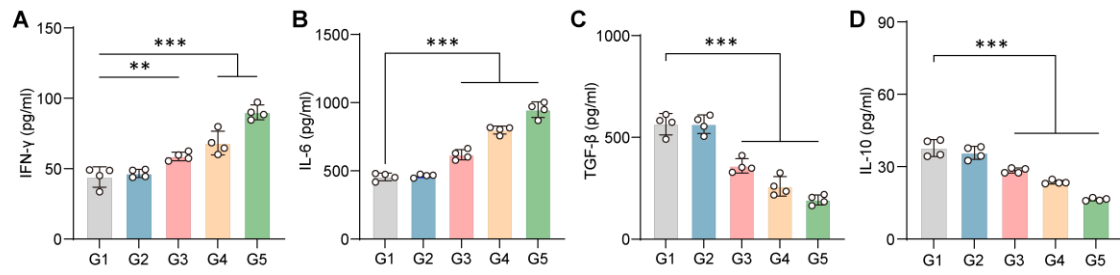 A
IFN-γ (pg/ml)
150
100
50
0
***
**
G1 G2 G3 G4 G5
B
IL-6 (pg/ml)
1500
1000
500
0
***
G1 G2 G3 G4 G5
C
TGF-β (pg/ml)
1000
500
0
***
G1 G2 G3 G4 G5
D
IL-10 (pg/ml)
90
60
30
0
***
G1 G2 G3 G4 G5